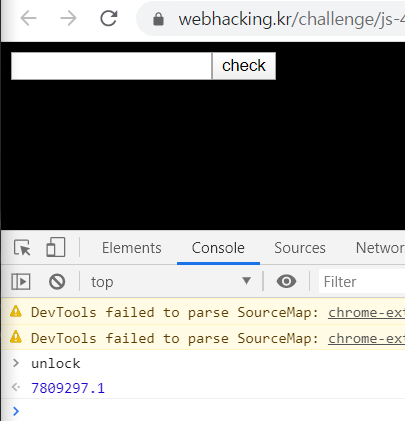 webhacking.kr/challenge/js-4
check
Elements Console Sources Networ
top Filter
DevTools failed to parse SourceMap: chrome-ext
DevTools failed to parse SourceMap: chrome-ext
> unlock
7809297.1
>